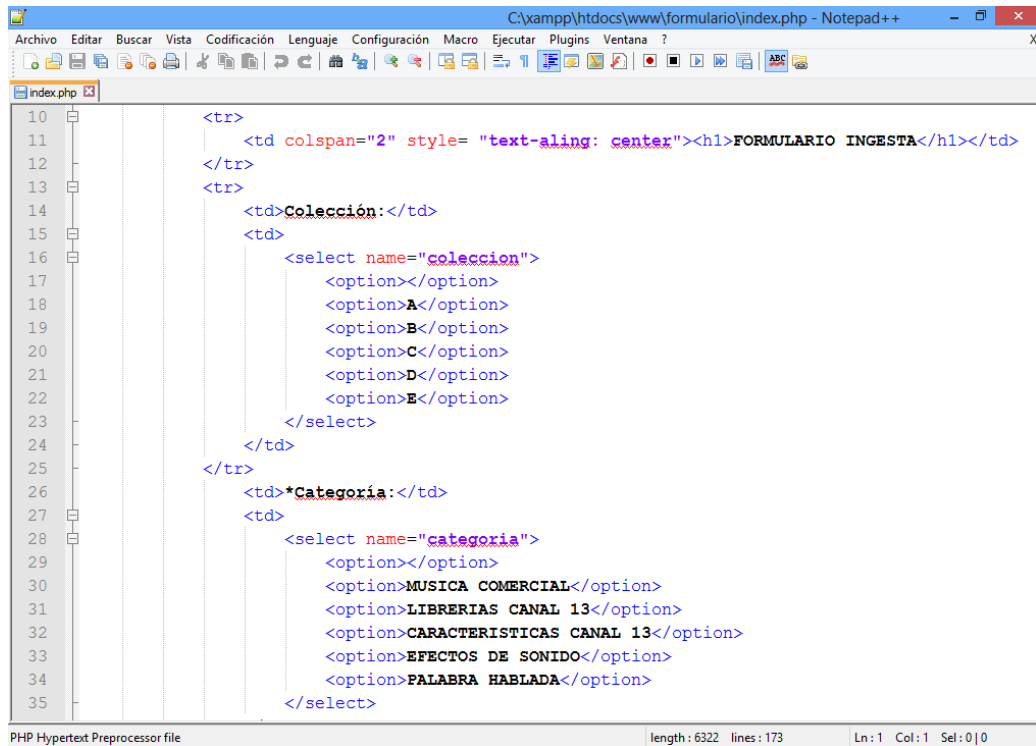 C:\xampp\htdocs\www\formulario\index.php - Notepad++
Archivo Editar Buscar Vista Codificación Lenguaje Configuración Macro Ejecutar Plugins Ventana ? X
ABC
index.php
10 <tr>
11 <td colspan="2" style= "text-aling: center"><h1>FORMULARIO INGESTA</h1></td>
12 </tr>
13 <tr>
14 <td>Colección:</td>
15 <td>
16 <select name="coleccion">
17 <option></option>
18 <option>A</option>
19 <option>B</option>
20 <option>C</option>
21 <option>D</option>
22 <option>E</option>
23 </select>
24 </td>
25 </tr>
26 <td>*Categoría:</td>
27 <td>
28 <select name="categoria">
29 <option></option>
30 <option>MUSICA COMERCIAL</option>
31 <option>LIBRERIAS CANAL 13</option>
32 <option>CARACTERISTICAS CANAL 13</option>
33 <option>EFECTOS DE SONIDO</option>
34 <option>PALABRA HABLADA</option>
35 </select>
PHP Hypertext Preprocessor file length : 6322 lines : 173 Ln : 1 Col : 1 Sel : 0 | 0